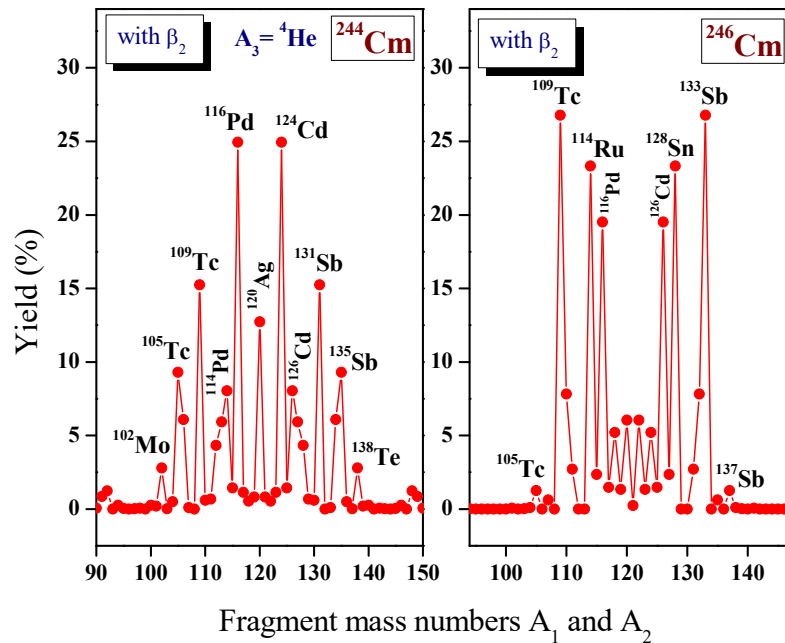 with β₂ A₃= ⁴He ²⁴⁴Cm
with β₂ ²⁴⁶Cm
Yield (%)
30
25
20
15
10
5
0
¹⁰²Mo
¹⁰⁵Tc
¹⁰⁹Tc
¹¹⁴Pd
¹¹⁶Pd
¹²⁰Ag
¹²⁴Cd
¹²⁶Cd
¹³¹Sb
¹³⁵Sb
¹³⁸Te
90 100 110 120 130 140 150
30
25
20
15
10
5
0
¹⁰⁵Tc
¹⁰⁹Tc
¹¹⁴Ru
¹¹⁶Pd
¹²⁶Cd
¹²⁸Sn
¹³³Sb
¹³⁷Sb
100 110 120 130 140
Fragment mass numbers A₁ and A₂